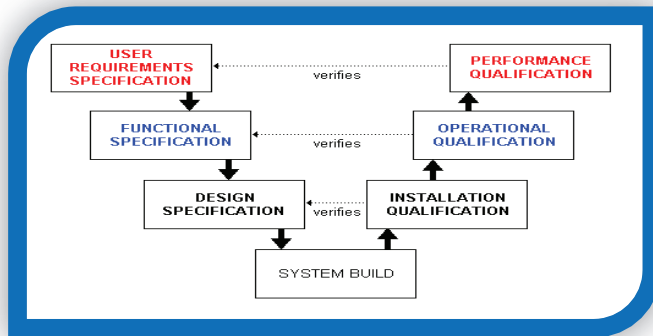 USER
REQUIREMENTS
SPECIFICATION
verifies
PERFORMANCE
QUALIFICATION
FUNCTIONAL
SPECIFICATION
verifies
OPERATIONAL
QUALIFICATION
DESIGN
SPECIFICATION
verifies
INSTALLATION
QUALIFICATION
SYSTEM BUILD